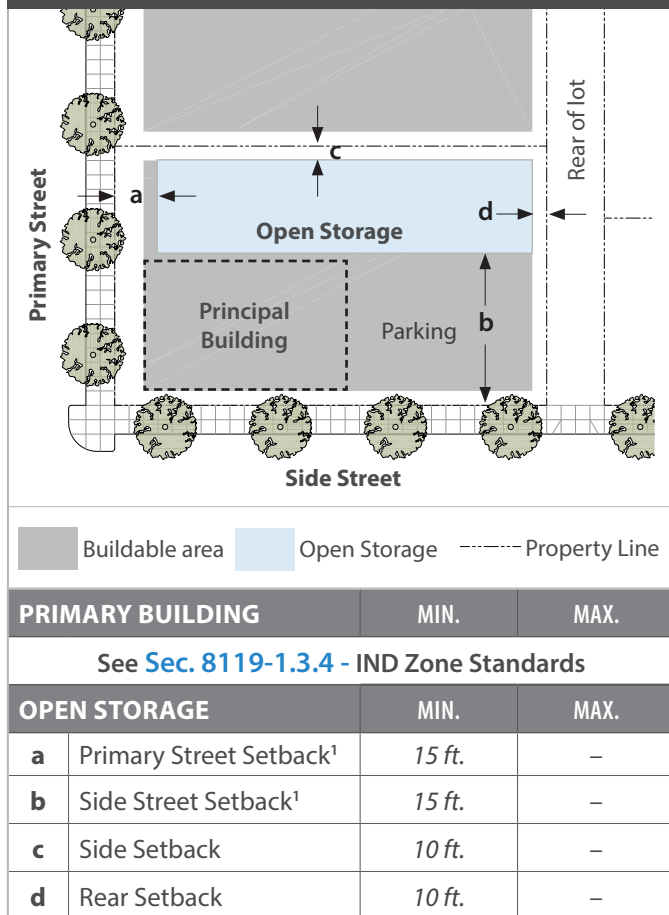 Rear of lot
c
a
d
Primary Street
Open Storage
Principal
Building
Parking
b
Side Street
Buildable area
Open Storage
Property Line
PRIMARY BUILDING MIN. MAX.
See Sec. 8119-1.3.4 - IND Zone Standards
OPEN STORAGE MIN. MAX.
a Primary Street Setback¹ 15 ft. –
b Side Street Setback¹ 15 ft. –
c Side Setback 10 ft. –
d Rear Setback 10 ft. –